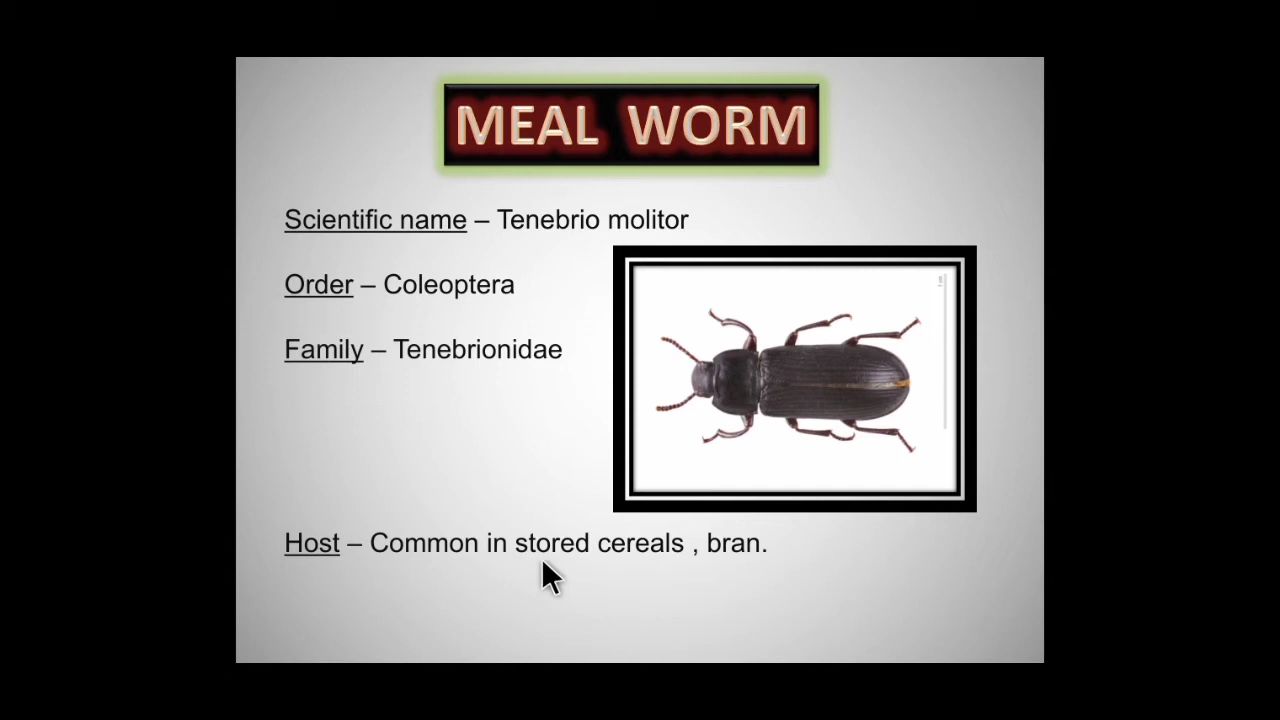 MEAL WORM
Scientific name – Tenebrio molitor
Order – Coleoptera
Family – Tenebrionidae
Host – Common in stored cereals , bran.